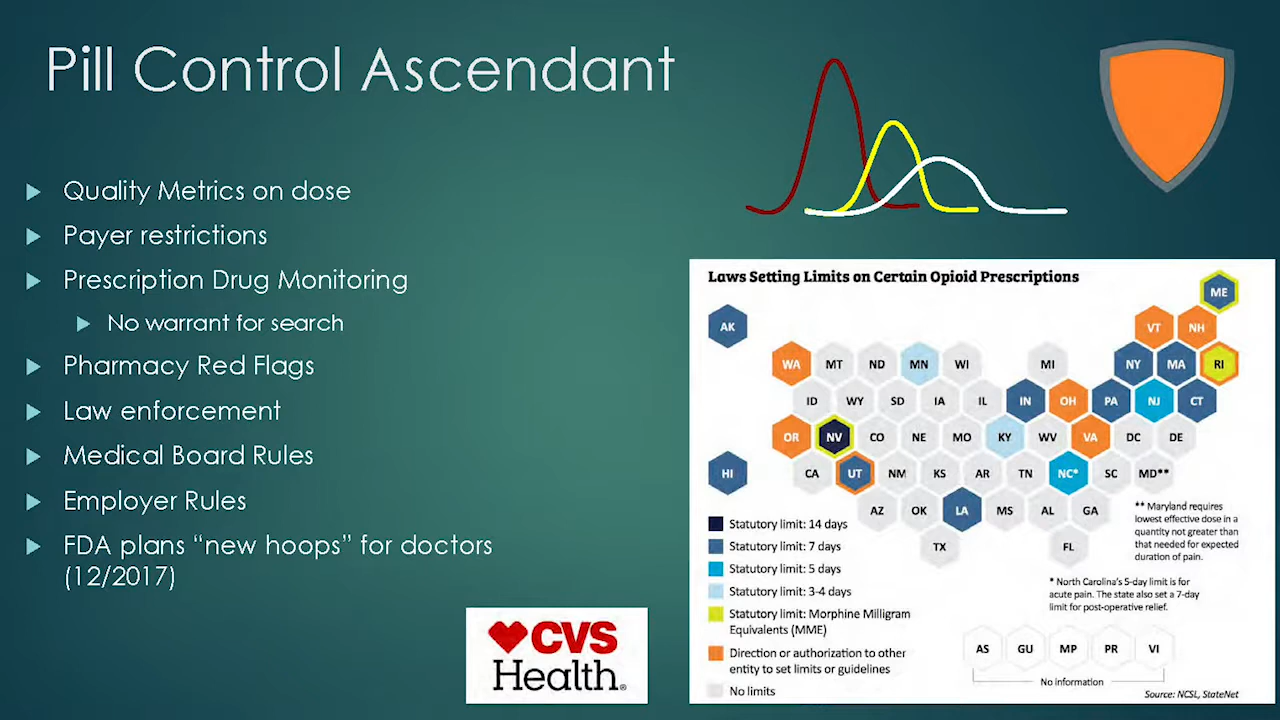 Pill Control Ascendant
Quality Metrics on dose
Payer restrictions
Prescription Drug Monitoring
No warrant for search
Pharmacy Red Flags
Law enforcement
Medical Board Rules
Employer Rules
FDA plans “new hoops” for doctors
(12/2017)
CVS
Health.
®
Laws Setting Limits on Certain Opioid Prescriptions
ME
AK
VT NH
WA MT ND MN WI MI NY MA RI
ID WY SD IA IL IN OH PA NJ CT
OR NV CO NE MO KY WV VA DC DE
HI CA UT NM KS AR TN NC* SC MD**
AZ OK LA MS AL GA
TX FL
** Maryland requires
lowest effective dose in a
quantity not greater than
that needed for expected
duration of pain.
* North Carolina's 5-day limit is for
acute pain. The state also set a 7-day
limit for post-operative relief.
Statutory limit: 14 days
Statutory limit: 7 days
Statutory limit: 5 days
Statutory limit: 3-4 days
Statutory limit: Morphine Milligram
Equivalents (MME)
Direction or authorization to other
entity to set limits or guidelines
No limits
AS GU MP PR VI
No information
Source: NCSL, StateNet